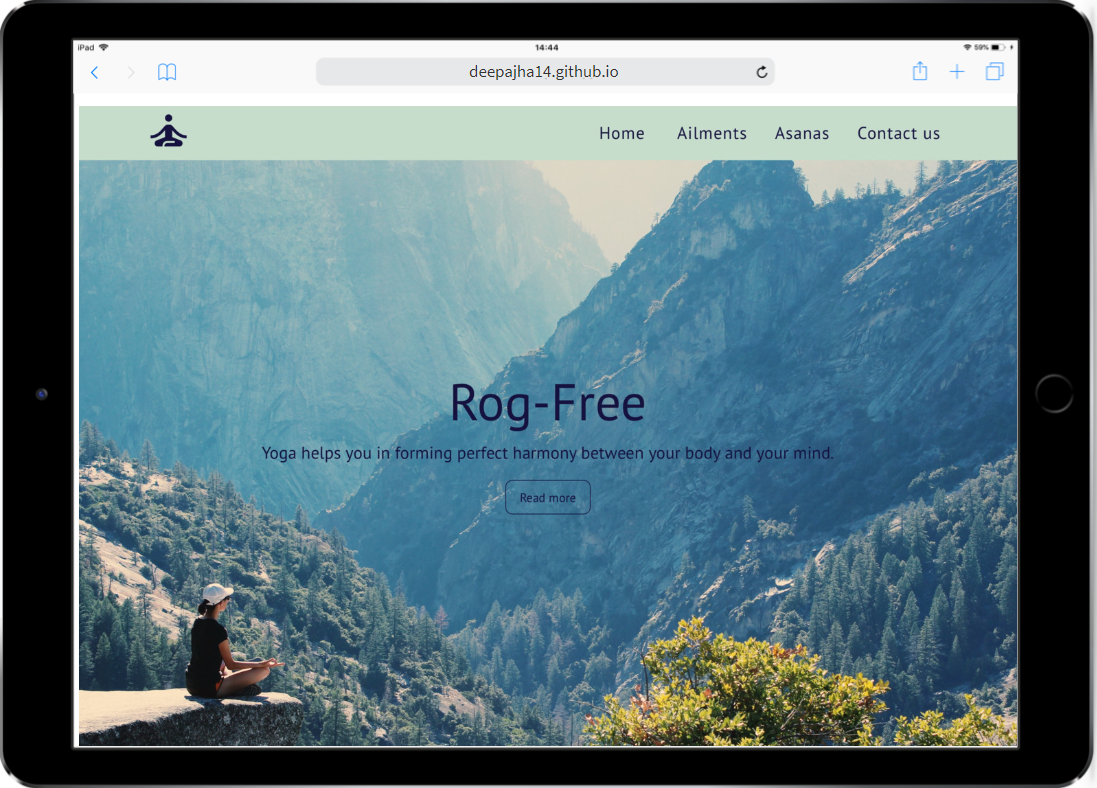 iPad 14:44 59%
deepajha14.github.io
Home Ailments Asanas Contact us
Rog-Free
Yoga helps you in forming perfect harmony between your body and your mind.
Read more